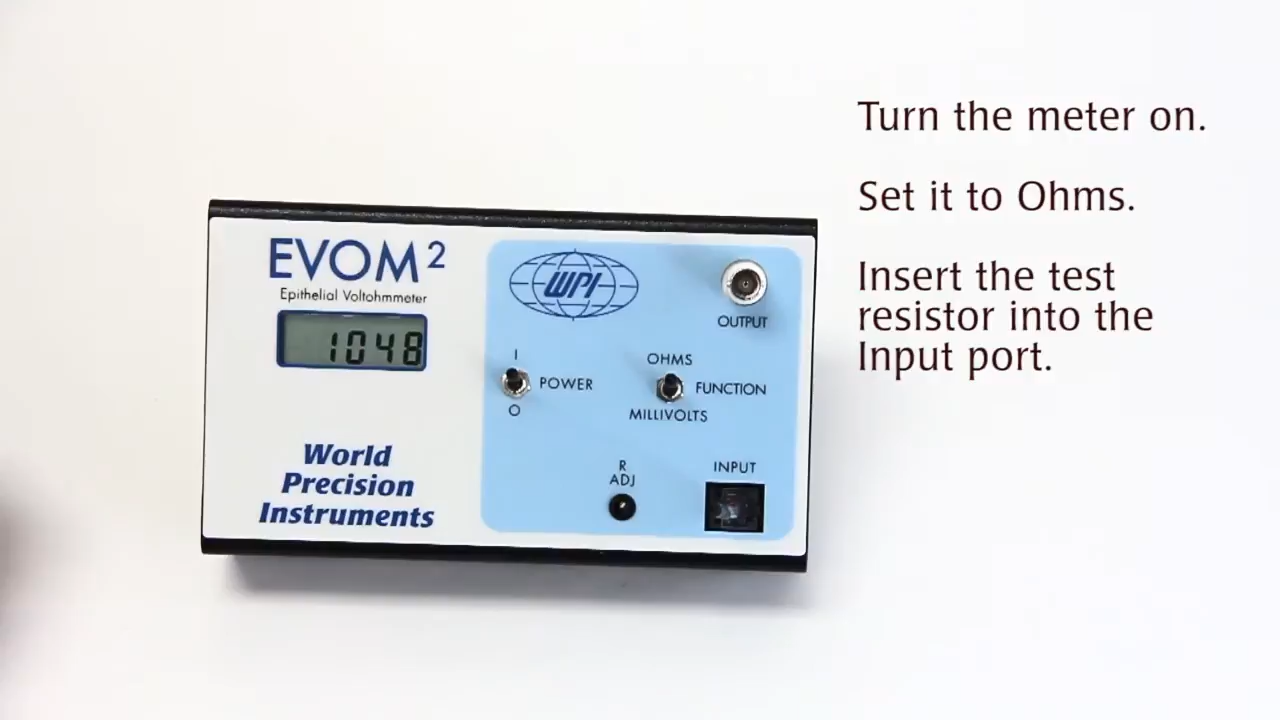 Turn the meter on.
Set it to Ohms.
Insert the test
resistor into the
Input port.
EVOM2
Epithelial Voltohmmeter
1048
World
Precision
Instruments
WPI
OUTPUT
I
POWER
O
OHMS
FUNCTION
MILLIVOLTS
R
ADJ
INPUT